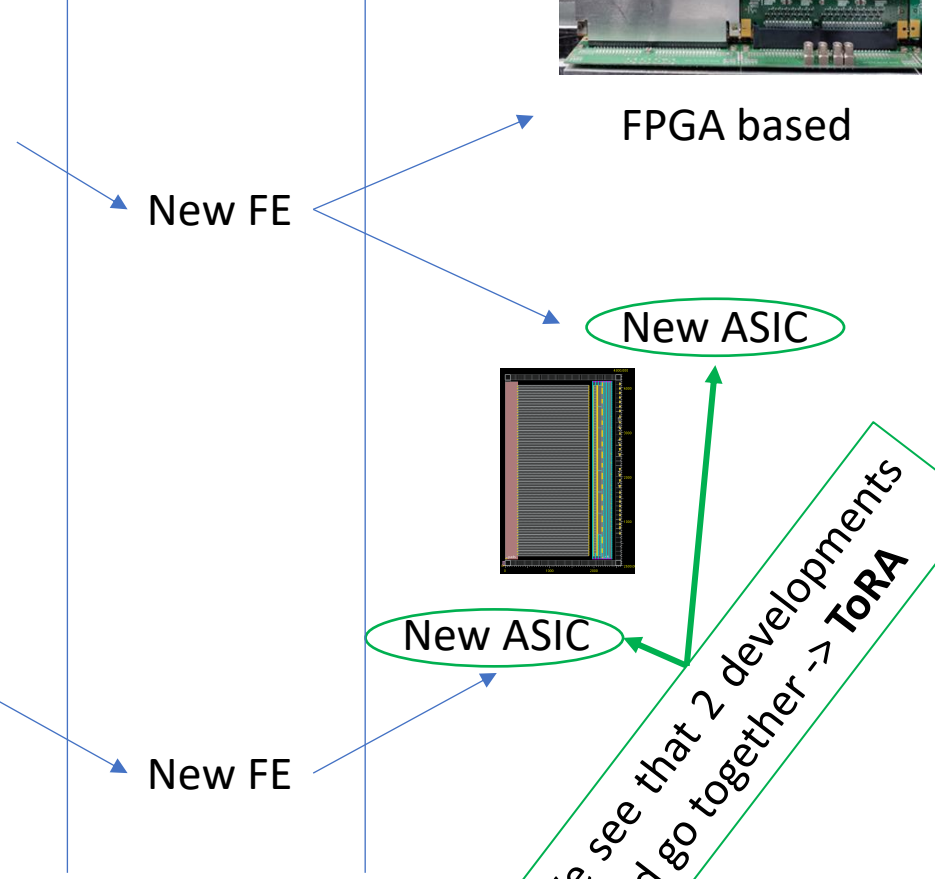 FPGA based
New FE
New ASIC
New ASIC
New FE
see that 2 developments
go together -> ToRA